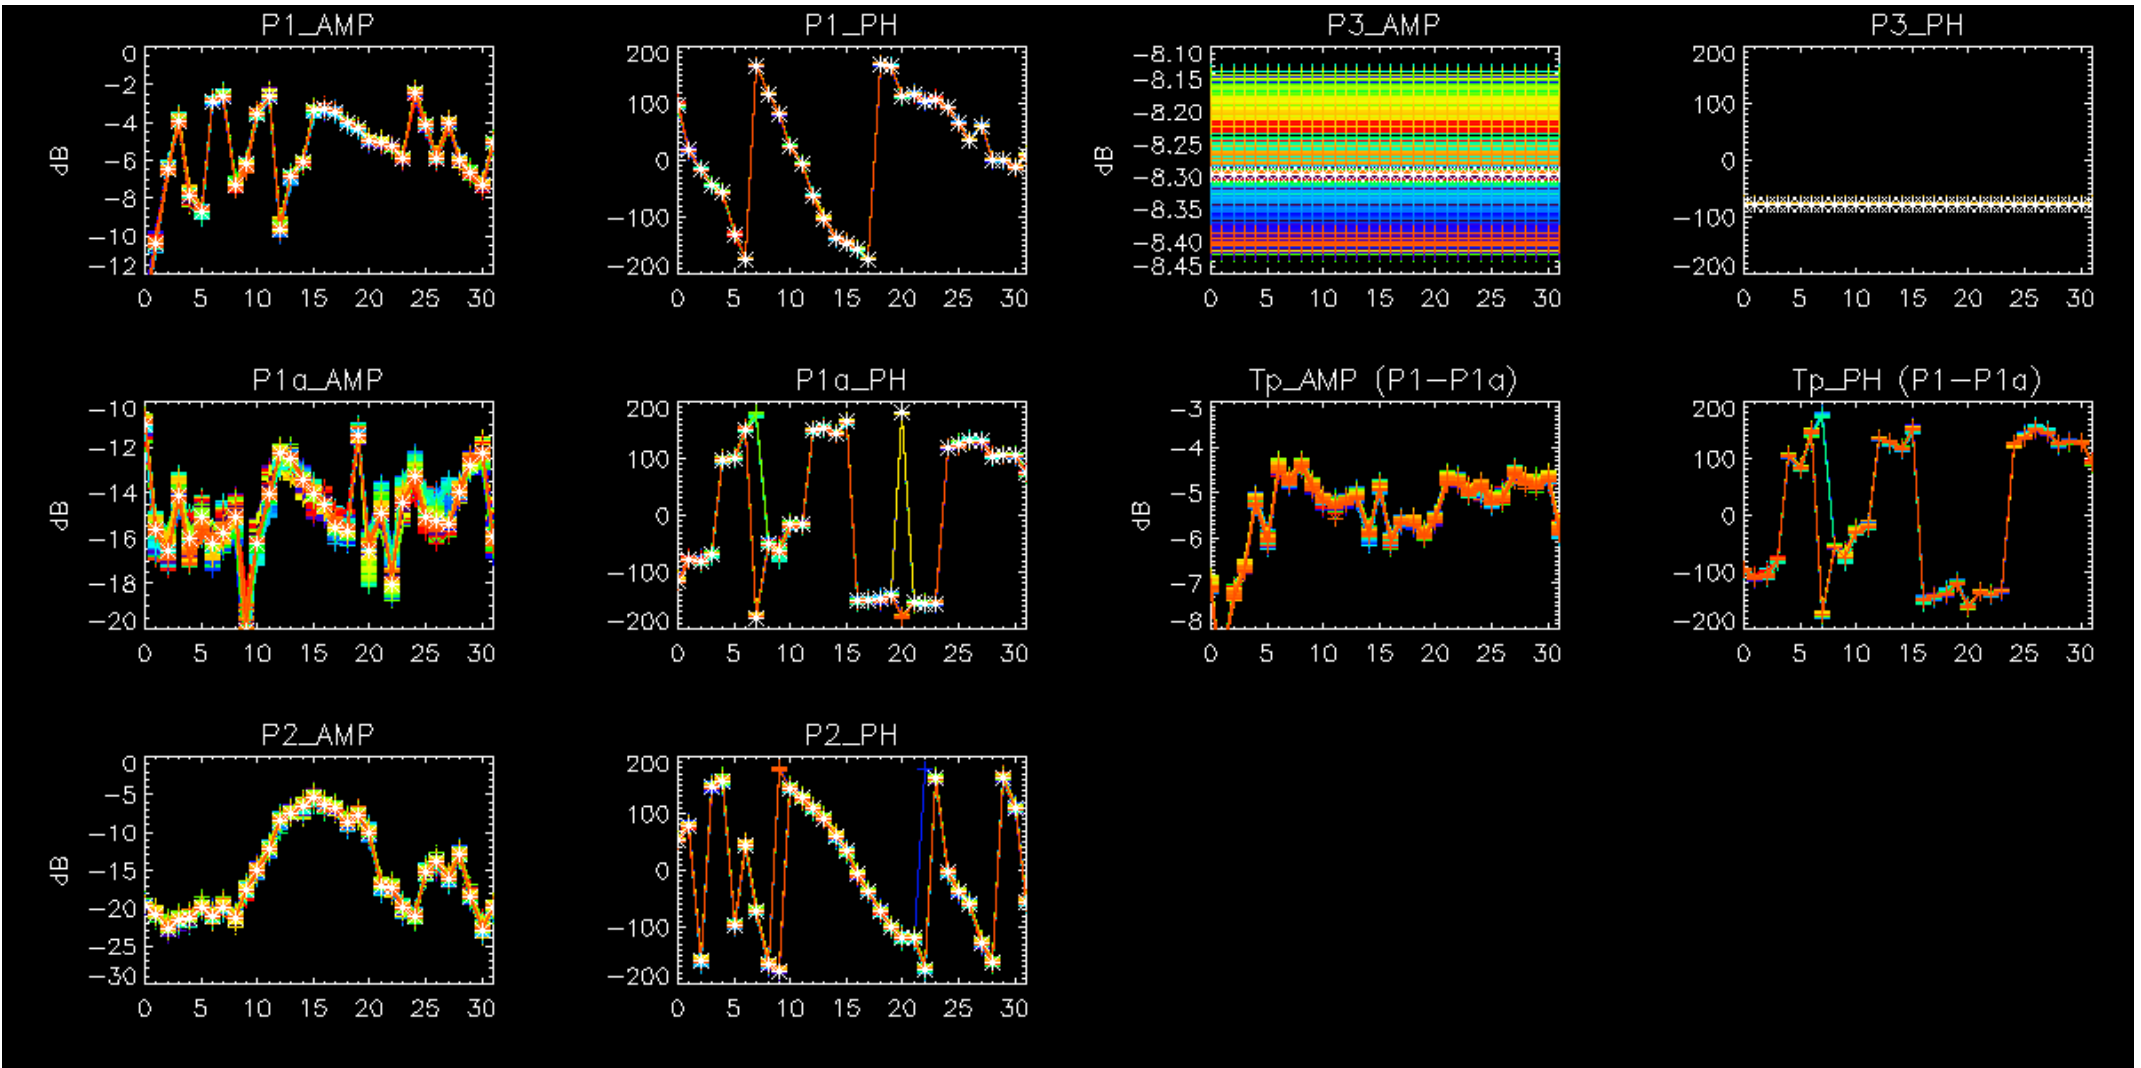 P1_AMP
0
−2
−4
−6
−8
−10
−12
dB
0 5 10 15 20 25 30
P1_PH
200
100
0
−100
−200
0 5 10 15 20 25 30
P3_AMP
−8.10
−8.15
−8.20
−8.25
−8.30
−8.35
−8.40
−8.45
dB
0 5 10 15 20 25 30
P3_PH
200
100
0
−100
−200
0 5 10 15 20 25 30
P1a_AMP
−10
−12
−14
−16
−18
−20
dB
0 5 10 15 20 25 30
P1a_PH
200
100
0
−100
−200
0 5 10 15 20 25 30
Tp_AMP (P1−P1a)
−3
−4
−5
−6
−7
−8
dB
0 5 10 15 20 25 30
Tp_PH (P1−P1a)
200
100
0
−100
−200
0 5 10 15 20 25 30
P2_AMP
0
−5
−10
−15
−20
−25
−30
dB
0 5 10 15 20 25 30
P2_PH
200
100
0
−100
−200
0 5 10 15 20 25 30